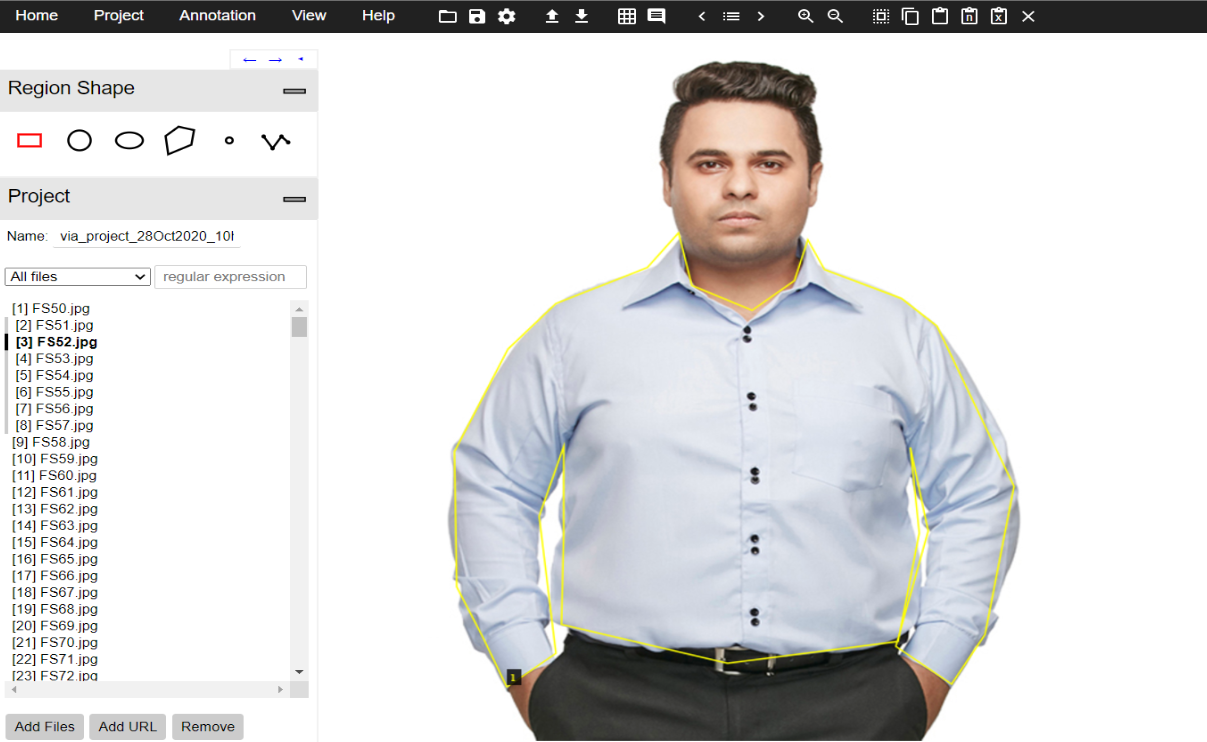 Home Project Annotation View Help
Region Shape
Project
Name: via_project_28Oct2020_10
All files regular expression
[1] FS50.jpg
[2] FS51.jpg
[3] FS52.jpg
[4] FS53.jpg
[5] FS54.jpg
[6] FS55.jpg
[7] FS56.jpg
[8] FS57.jpg
[9] FS58.jpg
[10] FS59.jpg
[11] FS60.jpg
[12] FS61.jpg
[13] FS62.jpg
[14] FS63.jpg
[15] FS64.jpg
[16] FS65.jpg
[17] FS66.jpg
[18] FS67.jpg
[19] FS68.jpg
[20] FS69.jpg
[21] FS70.jpg
[22] FS71.jpg
[23] FS72.jpg
1
Add Files Add URL Remove